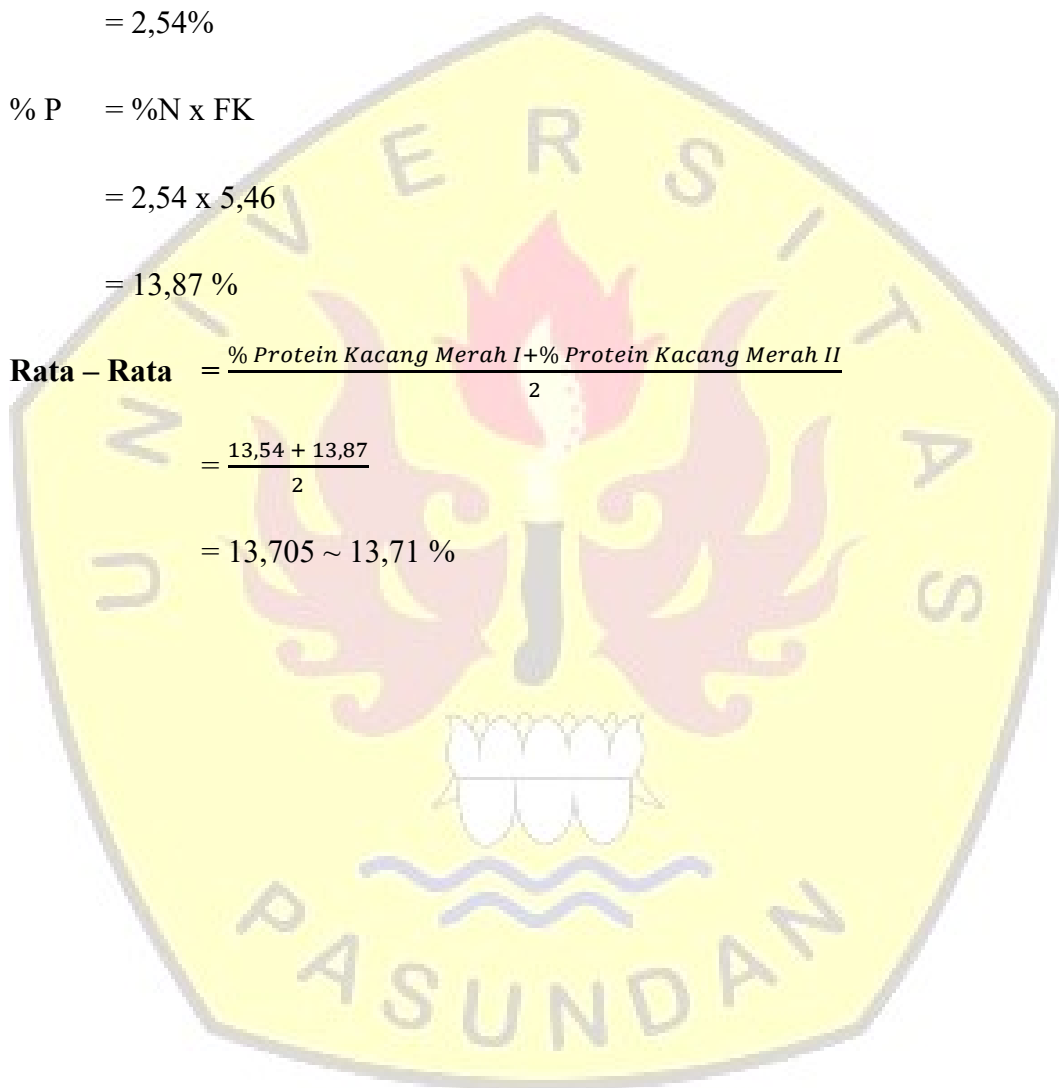 = 2,54%
% P = %N x FK
= 2,54 x 5,46
= 13,87 %
Rata – Rata = % Protein Kacang Merah I+% Protein Kacang Merah II
2
= 13,54 + 13,87
2
= 13,705 ~ 13,71 %
UNIVERSITAS
PASUNDAN